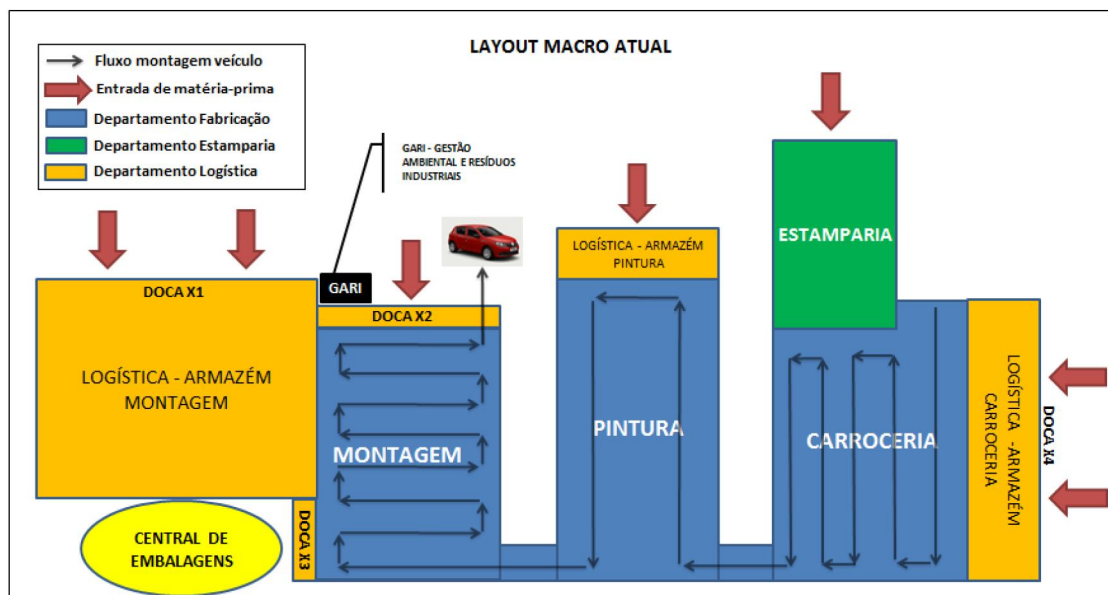 LAYOUT MACRO ATUAL
Fluxo montagem veículo
Entrada de matéria-prima
Departamento Fabricação
Departamento Estamparia
Departamento Logística
GARI - GESTÃO
AMBIENTAL E RESÍDUOS
INDUSTRIAIS
ESTAMPARIA
LOGÍSTICA - ARMAZÉM
PINTURA
DOCA X1
GARI
DOCA X2
LOGÍSTICA - ARMAZÉM
MONTAGEM
MONTAGEM
PINTURA
CARROCERIA
LOGÍSTICA -ARMAZÉM
CARROCERIA
DOCA X4
DOCA X3
CENTRAL DE
EMBALAGENS